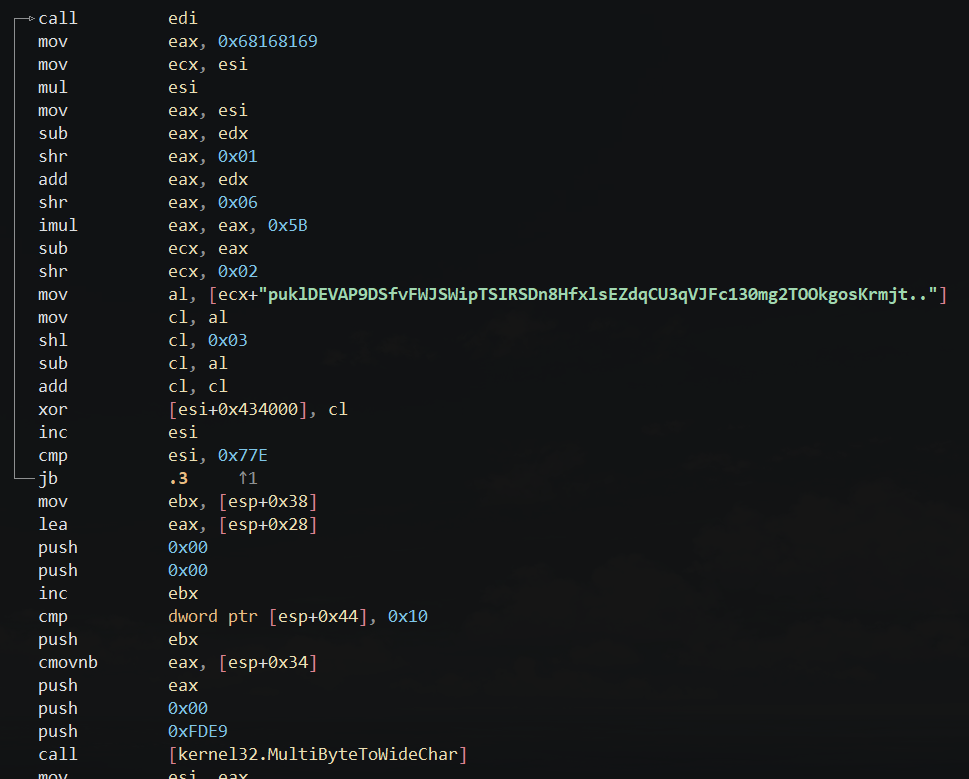 call edi
mov eax, 0x68168169
mov ecx, esi
mul esi
mov eax, esi
sub eax, edx
shr eax, 0x01
add eax, edx
shr eax, 0x06
imul eax, eax, 0x5B
sub ecx, eax
shr ecx, 0x02
mov al, [ecx+"puklDEVAP9DSfvFWJSWipTSIRSDn8HfxlsEZdqCU3qVJFc130mg2TOOkgosKrmjt.."]
mov cl, al
shl cl, 0x03
sub cl, al
add cl, cl
xor [esi+0x434000], cl
inc esi
cmp esi, 0x77E
jb .3 ↑1
mov ebx, [esp+0x38]
lea eax, [esp+0x28]
push 0x00
push 0x00
inc ebx
cmp dword ptr [esp+0x44], 0x10
push ebx
cmovnb eax, [esp+0x34]
push eax
push 0x00
push 0xFDE9
call [kernel32.MultiByteToWideChar]
mov esi, eax